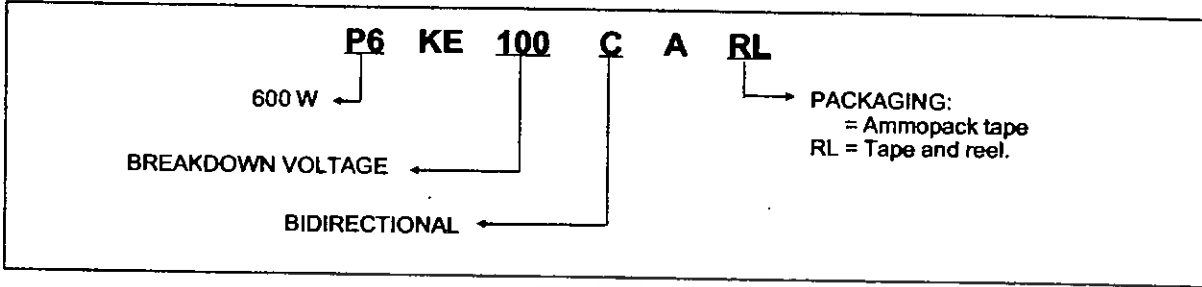 P6 KE 100 C A RL
600 W
PACKAGING:
= Ammopack tape
RL = Tape and reel.
BREAKDOWN VOLTAGE
BIDIRECTIONAL